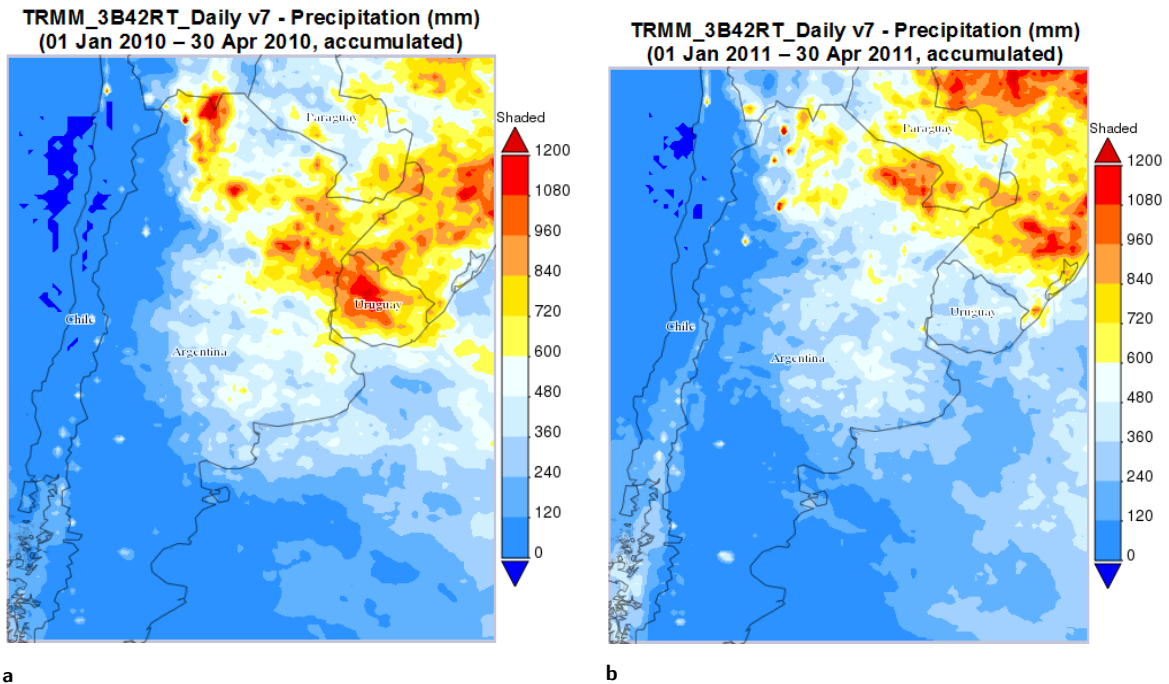 TRMM_3B42RT_Daily v7 - Precipitation (mm)
(01 Jan 2010 – 30 Apr 2010, accumulated)
Shaded
1200
1080
960
840
720
600
480
360
240
120
0
Paraguay
Uruguay
Chile
Argentina
a
TRMM_3B42RT_Daily v7 - Precipitation (mm)
(01 Jan 2011 – 30 Apr 2011, accumulated)
Shaded
1200
1080
960
840
720
600
480
360
240
120
0
Paraguay
Uruguay
Chile
Argentina
b